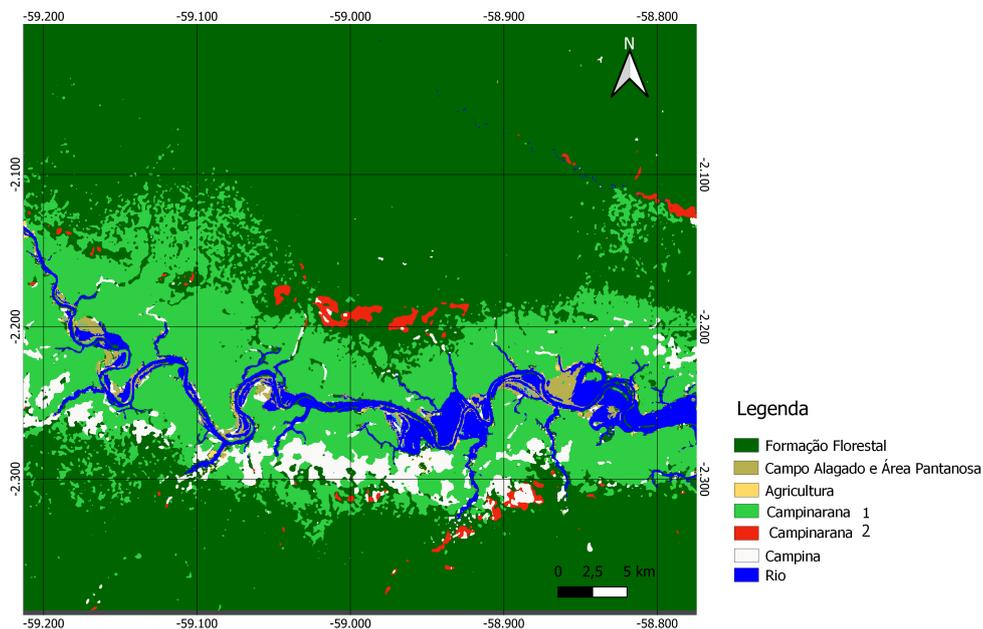 -59.200 -59.100 -59.000 -58.900 -58.800
N
-2.100 -2.100
-2.200 -2.200
-2.300 -2.300
Legenda
Formação Florestal
Campo Alagado e Área Pantanosa
Agricultura
Campinarana 1
Campinarana 2
Campina
Rio
0 2,5 5 km
-59.200 -59.100 -59.000 -58.900 -58.800